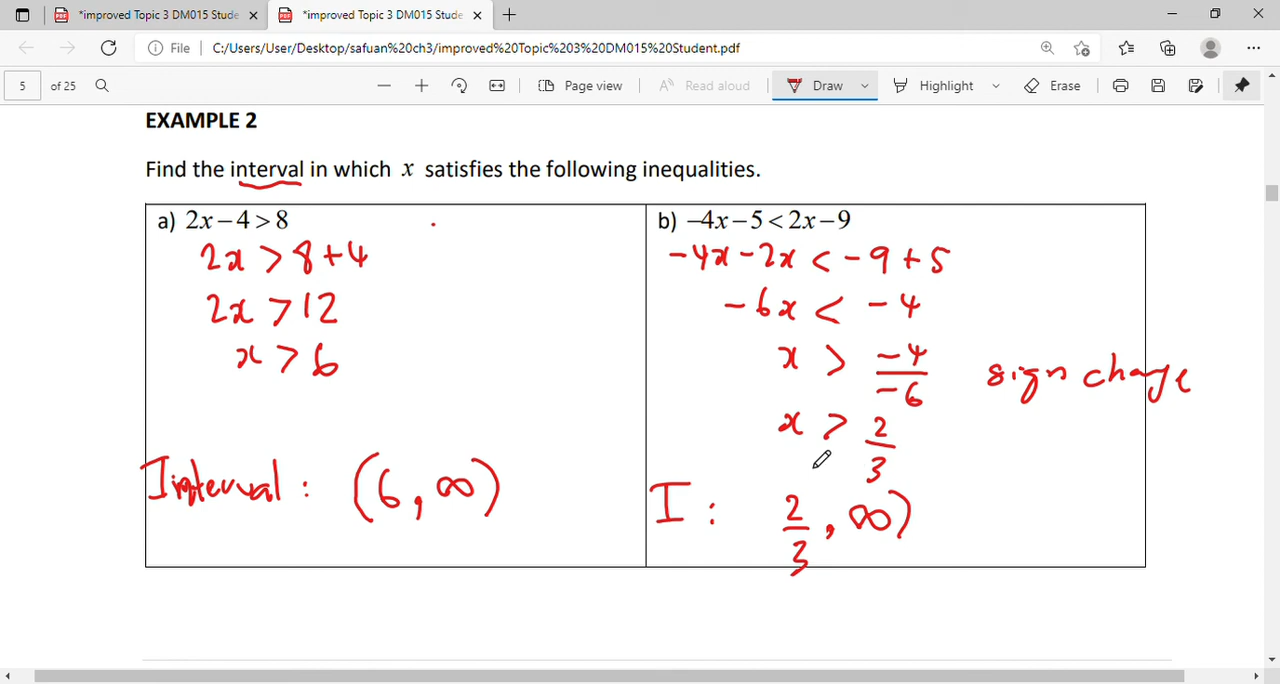 *improved Topic 3 DM015 Stude
*improved Topic 3 DM015 Stude
File
C:/Users/User/Desktop/safuan%20ch3/improved%20Topic%203%20DM015%20Student.pdf
5 of 25
Page view
Read aloud
Draw
Highlight
Erase
EXAMPLE 2
Find the interval in which x satisfies the following inequalities.
a) 2x − 4 > 8
2x > 8 + 4
2x > 12
x > 6
Interval : (6, ∞)
b) −4x − 5 < 2x − 9
−4x − 2x < −9 + 5
−6x < −4
x > −4/−6 sign change
x > 2/3
I : 2/3, ∞)